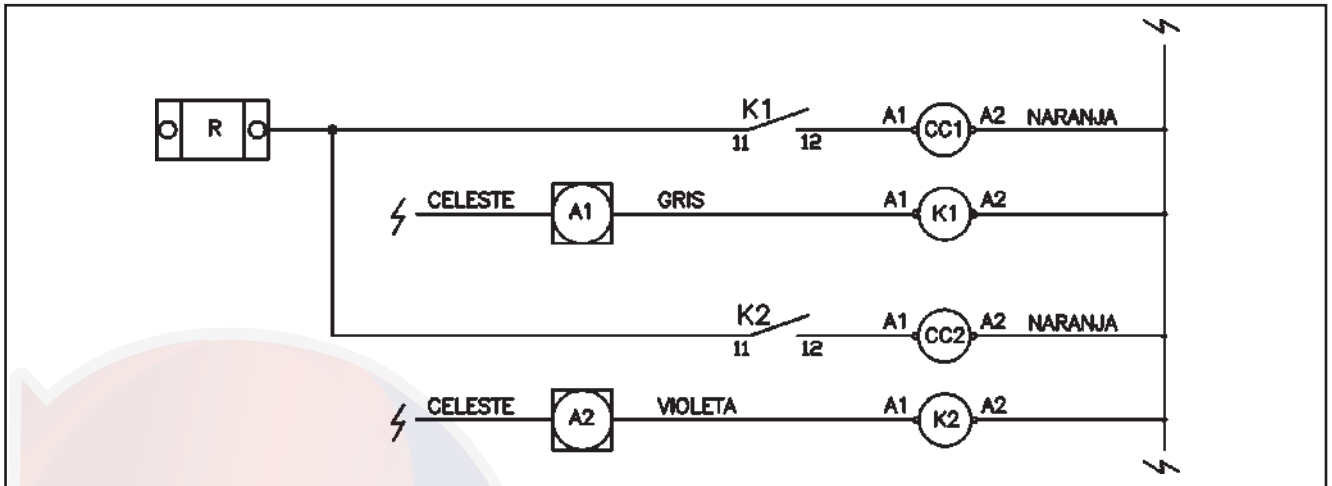 R K1 11 12 A1 CC1 A2 NARANJA
CELESTE A1 GRIS A1 K1 A2
K2 11 12 A1 CC2 A2 NARANJA
CELESTE A2 VIOLETA A1 K2 A2